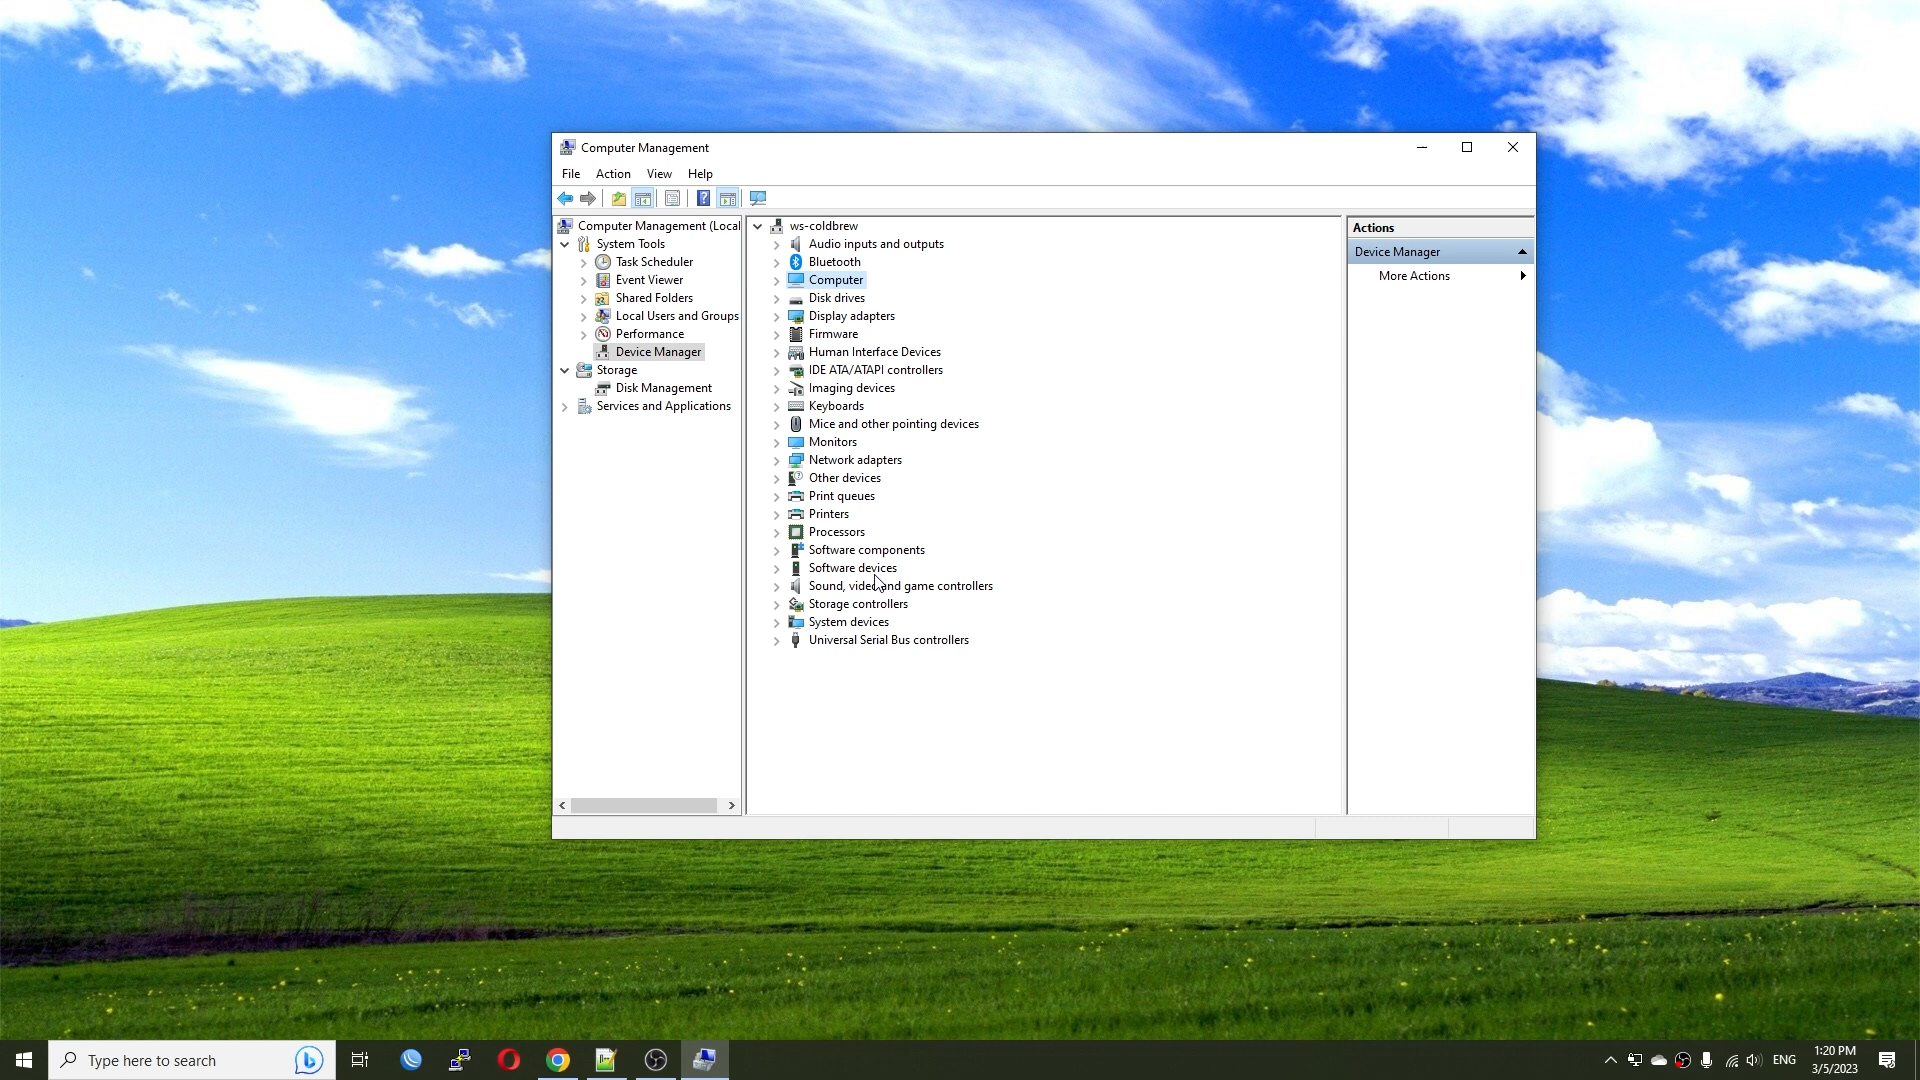 Computer Management
File Action View Help
Computer Management (Local
System Tools
Task Scheduler
Event Viewer
Shared Folders
Local Users and Groups
Performance
Device Manager
Storage
Disk Management
Services and Applications
ws-coldbrew
Audio inputs and outputs
Bluetooth
Computer
Disk drives
Display adapters
Firmware
Human Interface Devices
IDE ATA/ATAPI controllers
Imaging devices
Keyboards
Mice and other pointing devices
Monitors
Network adapters
Other devices
Print queues
Printers
Processors
Software components
Software devices
Sound, video and game controllers
Storage controllers
System devices
Universal Serial Bus controllers
Actions
Device Manager
More Actions
Type here to search
ENG
1:20 PM
3/5/2023